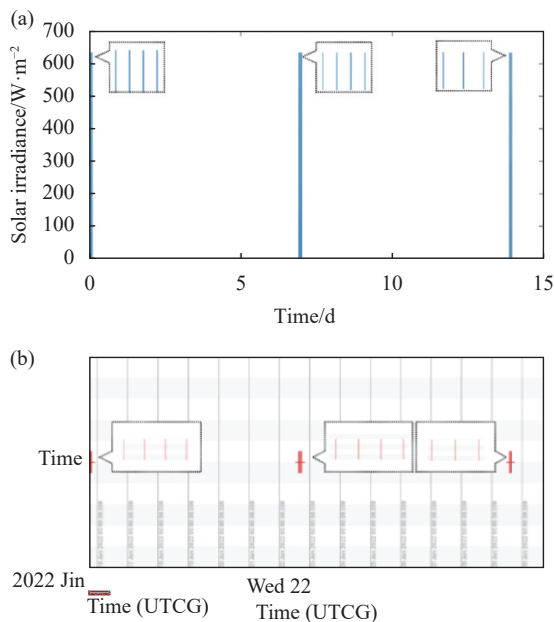 (a)
700
600
500
400
300
200
100
0
Solar irradiance/W·m⁻²
0 5 10 15
Time/d
(b)
Time
2022 Jin Wed 22
Time (UTCG) Time (UTCG)